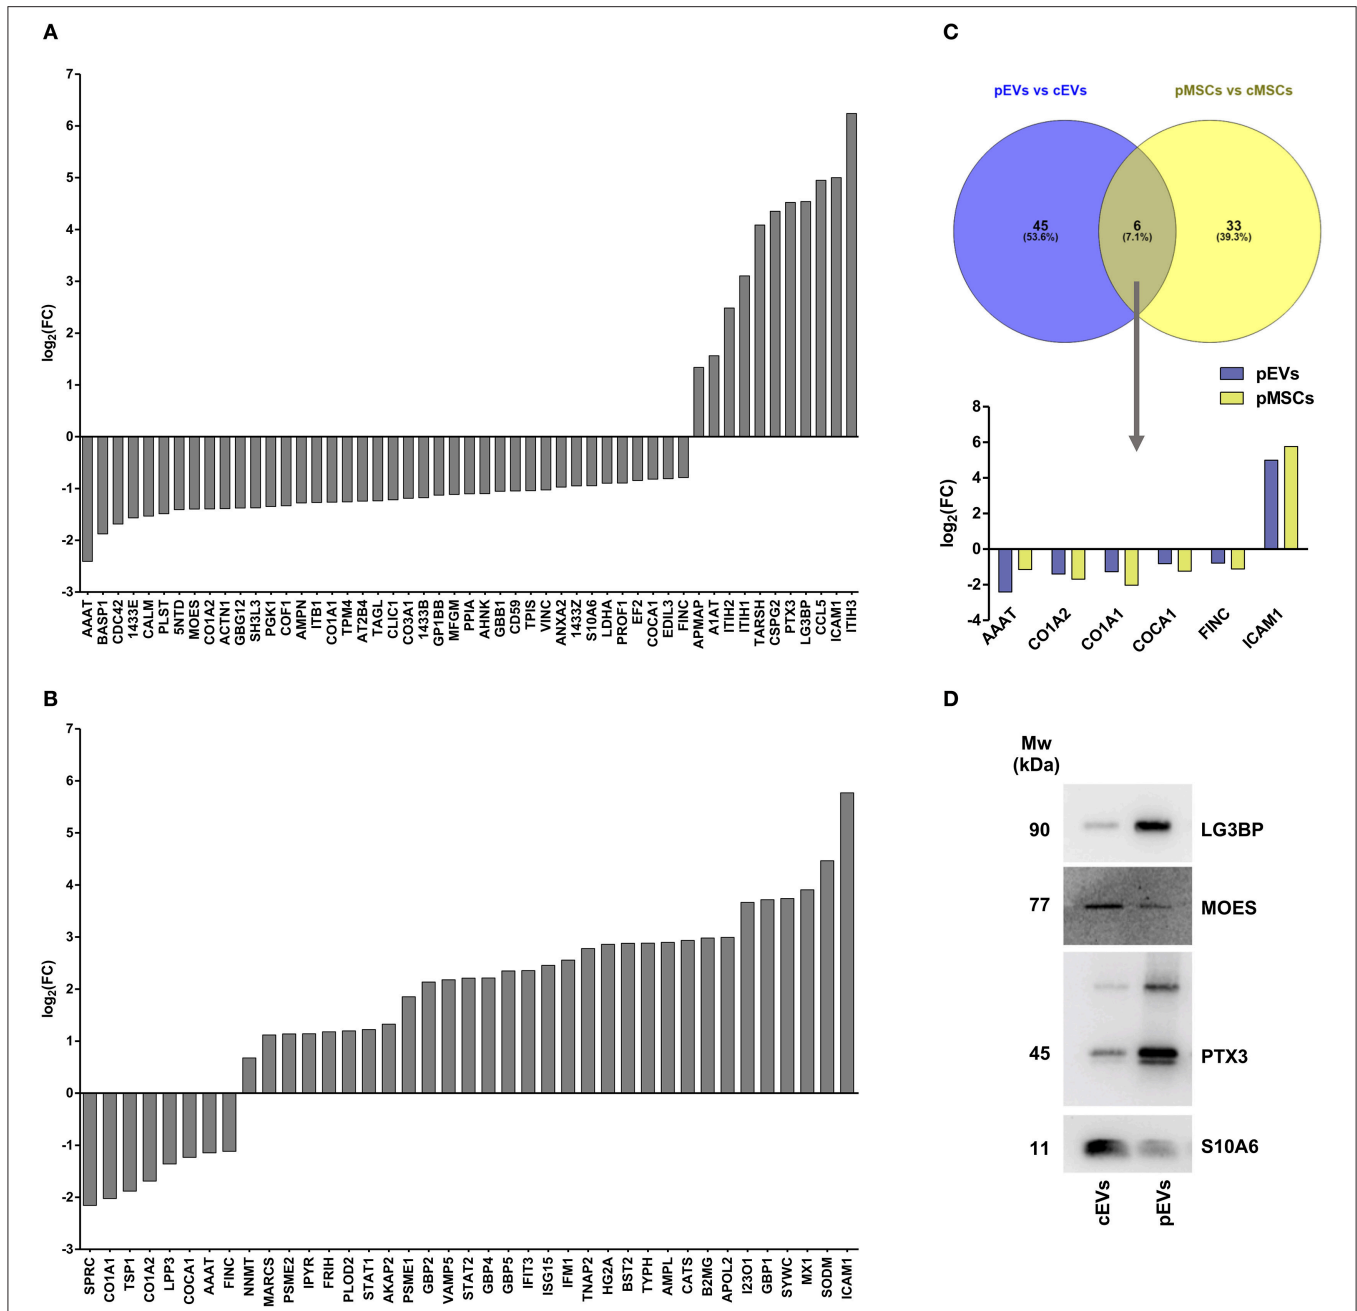 A
7
6
5
4
3
2
1
0
-1
-2
-3
log2(FC)
AAAT
BASP1
CDC42
1433E
CALM
PLST
5NTD
MOES
CO1A2
ACTN1
GBG12
SH3L3
PGK1
COF1
AMPN
ITB1
CO1A1
TPM4
AT2B4
TAGL
CLIC1
CO3A1
1433B
GP1BB
MFGM
PPIA
AHNK
GBB1
CD59
TPIS
VINC
ANXA2
1433Z
S10A6
LDHA
PROF1
EF2
COCA1
EDIL3
FINC
APMAP
A1AT
ITIH2
ITIH1
TARSH
CSPG2
PTX3
LG3BP
CCL5
ICAM1
ITIH3
B
7
6
5
4
3
2
1
0
-1
-2
-3
log2(FC)
SPRC
CO1A1
TSP1
CO1A2
LPP3
COCA1
AAAT
FINC
NNMT
MARCS
PSME2
IPYR
FRIH
PLOD2
STAT1
AKAP2
PSME1
GBP2
VAMP5
STAT2
GBP4
GBP5
IFIT3
ISG15
IFM1
TNAP2
HG2A
BST2
TYPH
AMPL
CATS
B2MG
APOL2
I23O1
GBP1
SYWC
MX1
SODM
ICAM1
C
pEVs vs cEVs
pMSCs vs cMSCs
45
(53.6%)
6
(7.1%)
33
(39.3%)
pEVs
pMSCs
8
6
4
2
0
-2
-4
log2(FC)
AAAT
CO1A2
CO1A1
COCA1
FINC
ICAM1
D
Mw
(kDa)
90
LG3BP
77
MOES
45
PTX3
11
S10A6
cEVs
pEVs